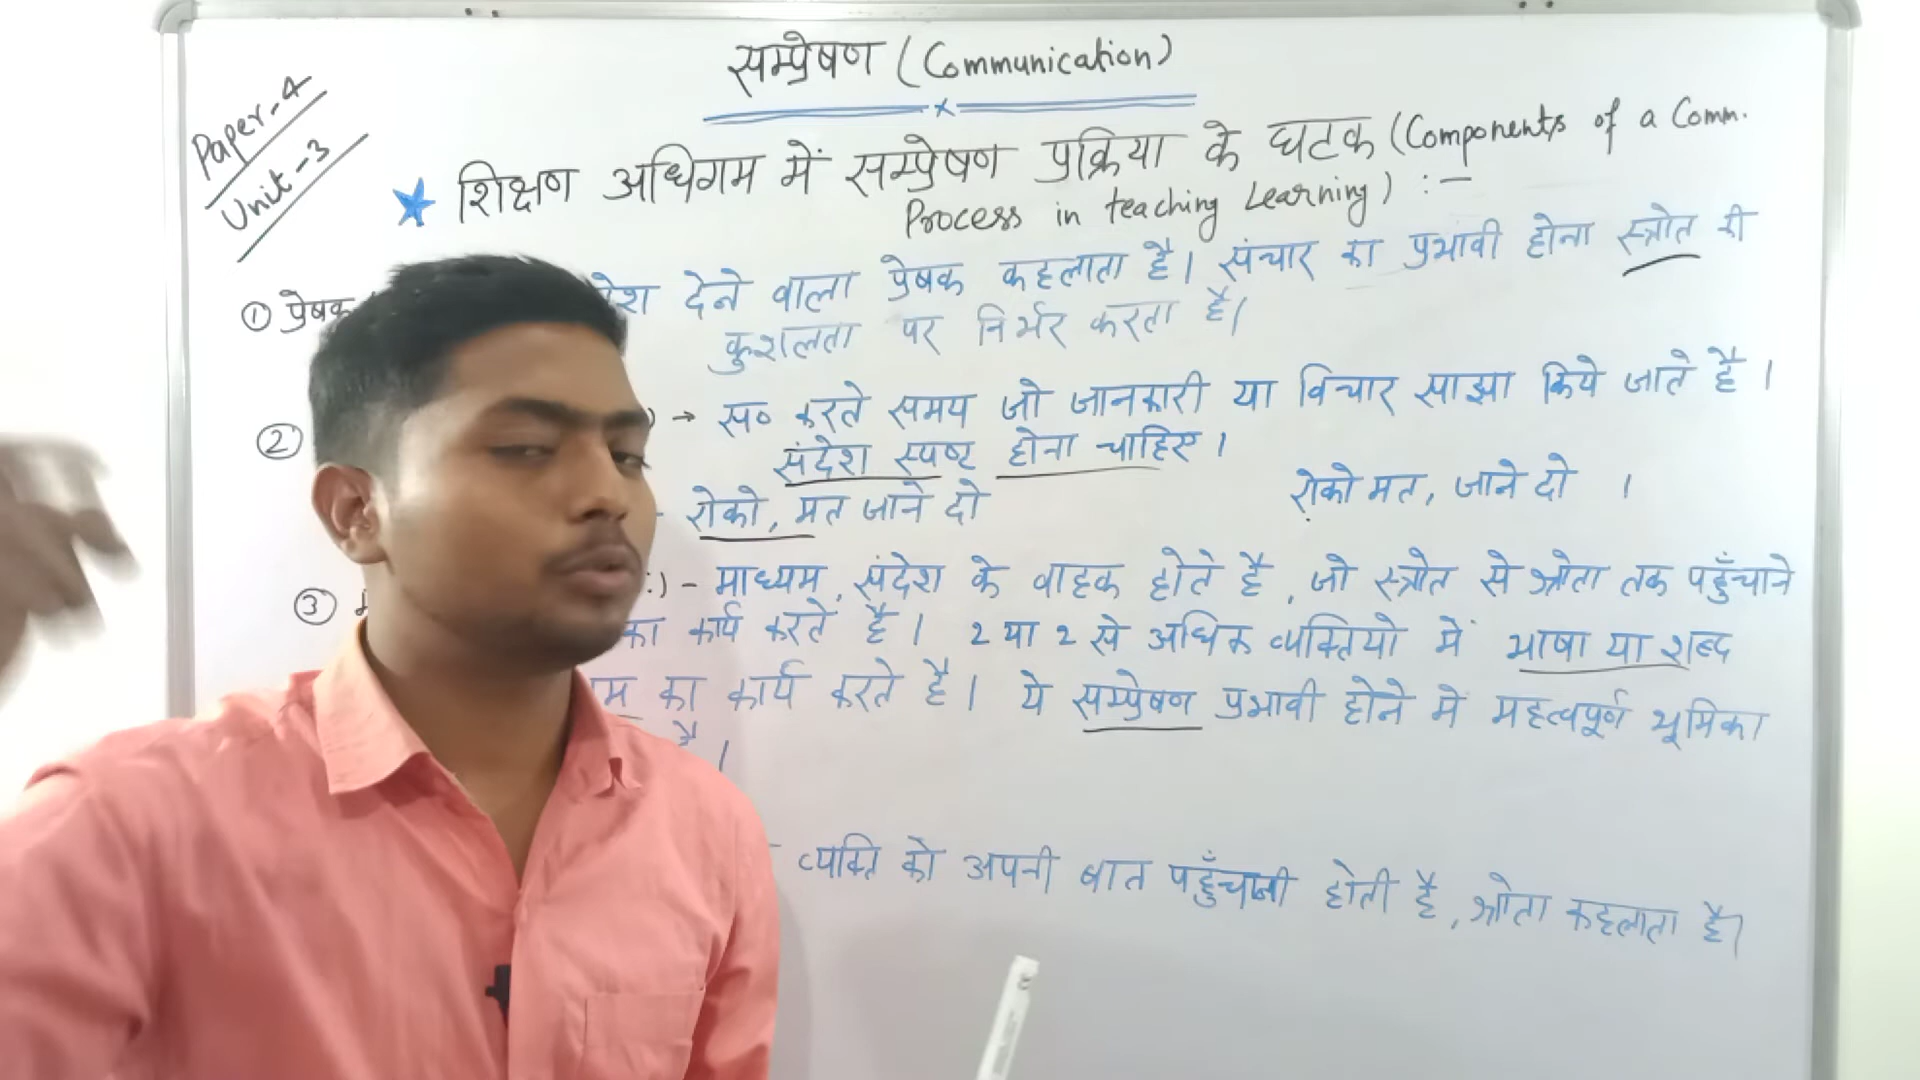 सम्प्रेषण (Communication)
Paper-4
Unit-3
शिक्षण अधिगम में सम्प्रेषण प्रक्रिया के घटक (Components of a Comm.
Process in teaching Learning) :-
① प्रेषक देने वाला प्रेषक कहलाता है। संचार का प्रभावी होना स्त्रोत की
कुशलता पर निर्भर करता है।
② ) → स० करते समय जो जानकारी या विचार साझा किये जाते है ।
संदेश स्पष्ट होना चाहिए ।
- रोको, मत जाने दो रोको मत, जाने दो ।
③ :) - माध्यम, संदेश के वाहक होते है, जो स्त्रोत से श्रोता तक पहुँचाने
का कार्य करते है । 2 या 2 से अधिक व्यक्तियो में भाषा या शब्द
का कार्य करते है । ये सम्प्रेषण प्रभावी होने मे महत्वपूर्ण भूमिका
है ।
- व्यक्ति को अपनी बात पहुँचानी होती है, श्रोता कहलाता है।